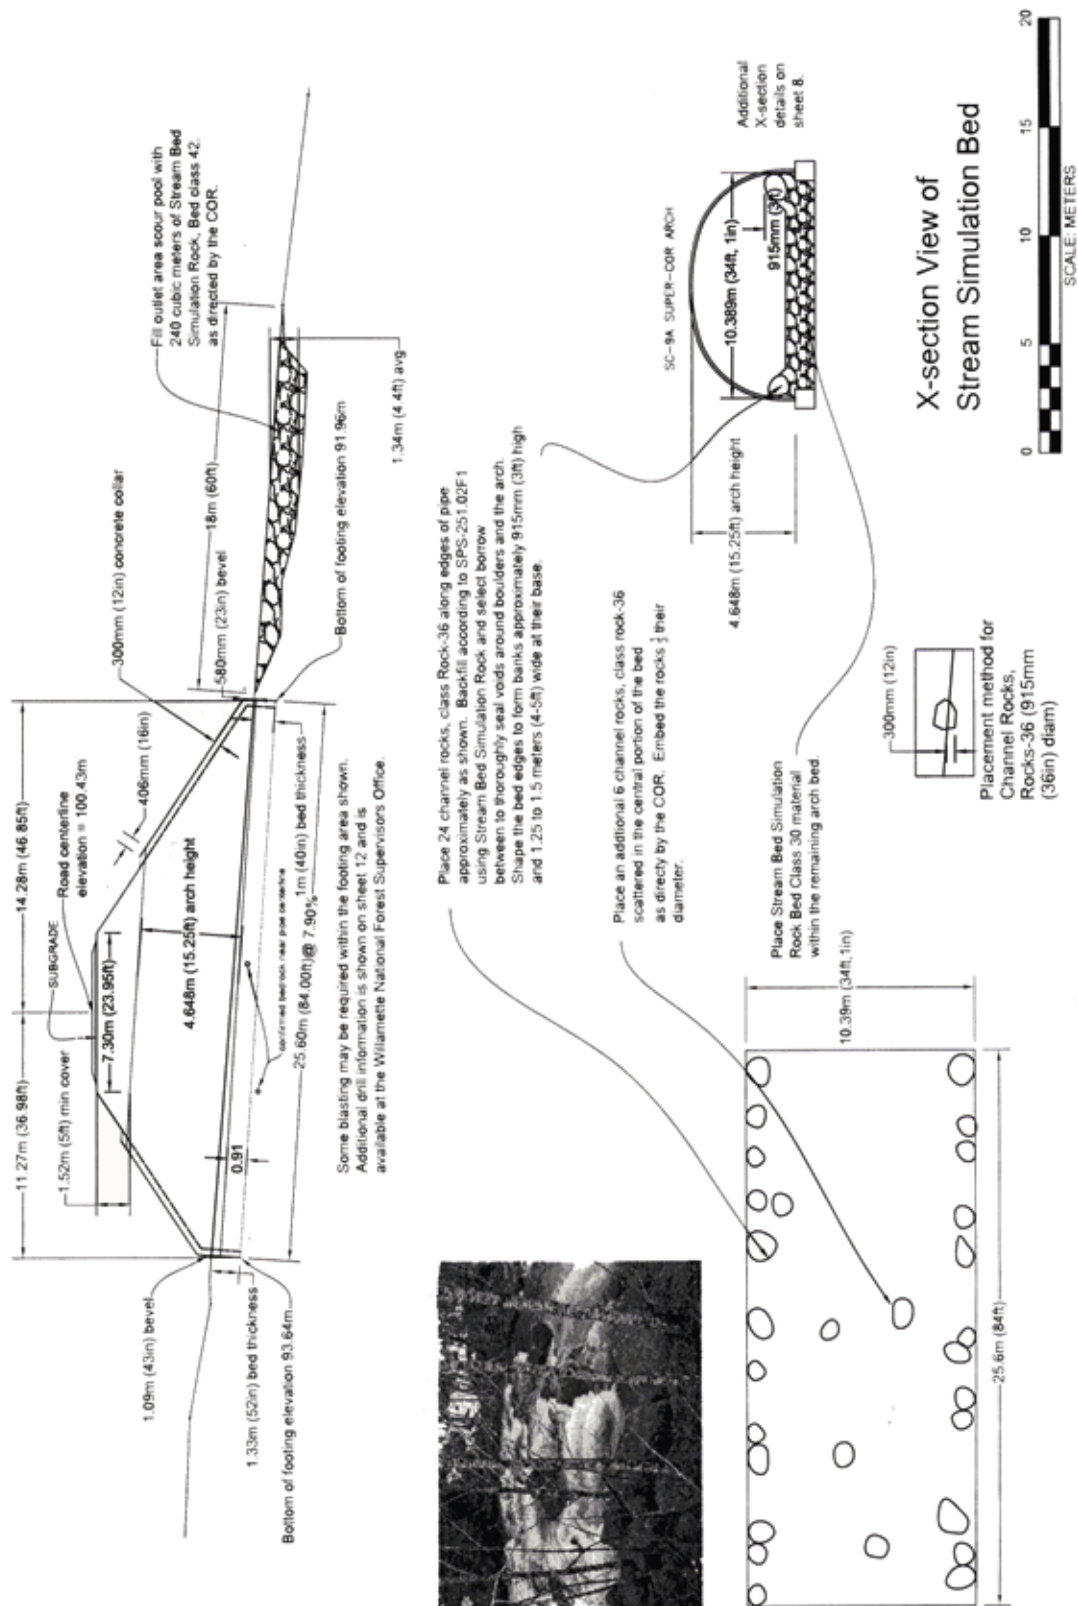 11.27m (36.98ft)
14.28m (46.85ft)
1.52m (5ft) min cover
SUBGRADE
Road centerline
elevation = 100.43m
7.30m (23.95ft)
406mm (16in)
300mm (12in) concrete collar
580mm (23in) bevel
18m (60ft)
Fill outlet area scour pool with
240 cubic meters of Stream Bed
Simulation Rock, Bed class 42.
as directed by the COR.
4.648m (15.25ft) arch height
1.09m (43in) bevel
0.91
confirmed bedrock near pipe centerline
25.60m (84.00ft)@ 7.90%
1m (40in) bed thickness
Bottom of footing elevation 91.96m
1.34m (4.4ft) avg
1.33m (52in) bed thickness
Bottom of footing elevation 93.64m
Some blasting may be required within the footing area shown.
Additional drill information is shown on sheet 12 and is
available at the Willamette National Forest Supervisors Office.
Place 24 channel rocks, class Rock-36 along edges of pipe
approximately as shown. Backfill according to SPS-251.02F1
using Stream Bed Simulation Rock and select borrow
between to thoroughly seal voids around boulders and the arch.
Shape the bed edges to form banks approximately 915mm (3ft) high
and 1.25 to 1.5 meters (4-5ft) wide at their base.
Place an addtional 6 channel rocks, class rock-36
scattered in the central portion of the bed
as directy by the COR. Embed the rocks their
diameter.
SC-9A SUPER-COR ARCH
10.389m (34ft, 1in)
915mm (3ft)
4.648m (15.25ft) arch height
Additional
X-section
details on
sheet 8.
Place Stream Bed Simulation
Rock Bed Class 30 material
within the remaining arch bed.
10.39m (34ft,1in)
25.6m (84ft)
300mm (12in)
Placement method for
Channel Rocks,
Rocks-36 (915mm
(36in) diam)
X-section View of
Stream Simulation Bed
0 5 10 15 20
SCALE: METERS